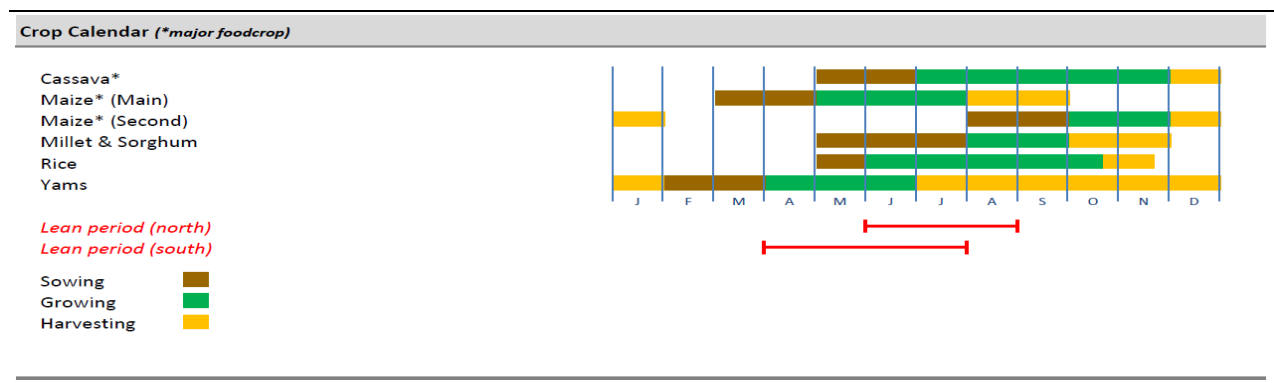 Crop Calendar (*major foodcrop)
Cassava*
Maize* (Main)
Maize* (Second)
Millet & Sorghum
Rice
Yams
J F M A M J J A S O N D
Lean period (north)
Lean period (south)
Sowing
Growing
Harvesting